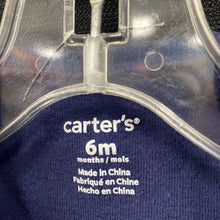 carter's®
6m
months / mois
Made in China
Fabriqué en Chine
Hecho en China